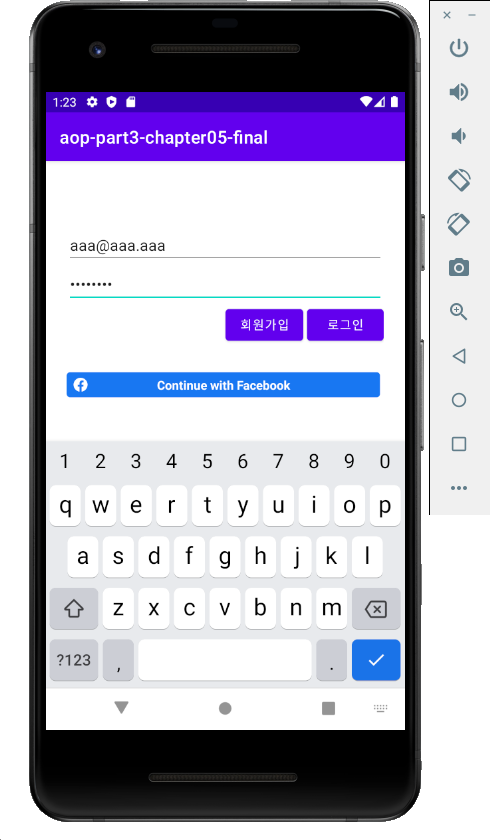 1:23
aop-part3-chapter05-final
aaa@aaa.aaa
••••••••
회원가입 로그인
Continue with Facebook
1 2 3 4 5 6 7 8 9 0
q w e r t y u i o p
a s d f g h j k l
z x c v b n m
?123 , .